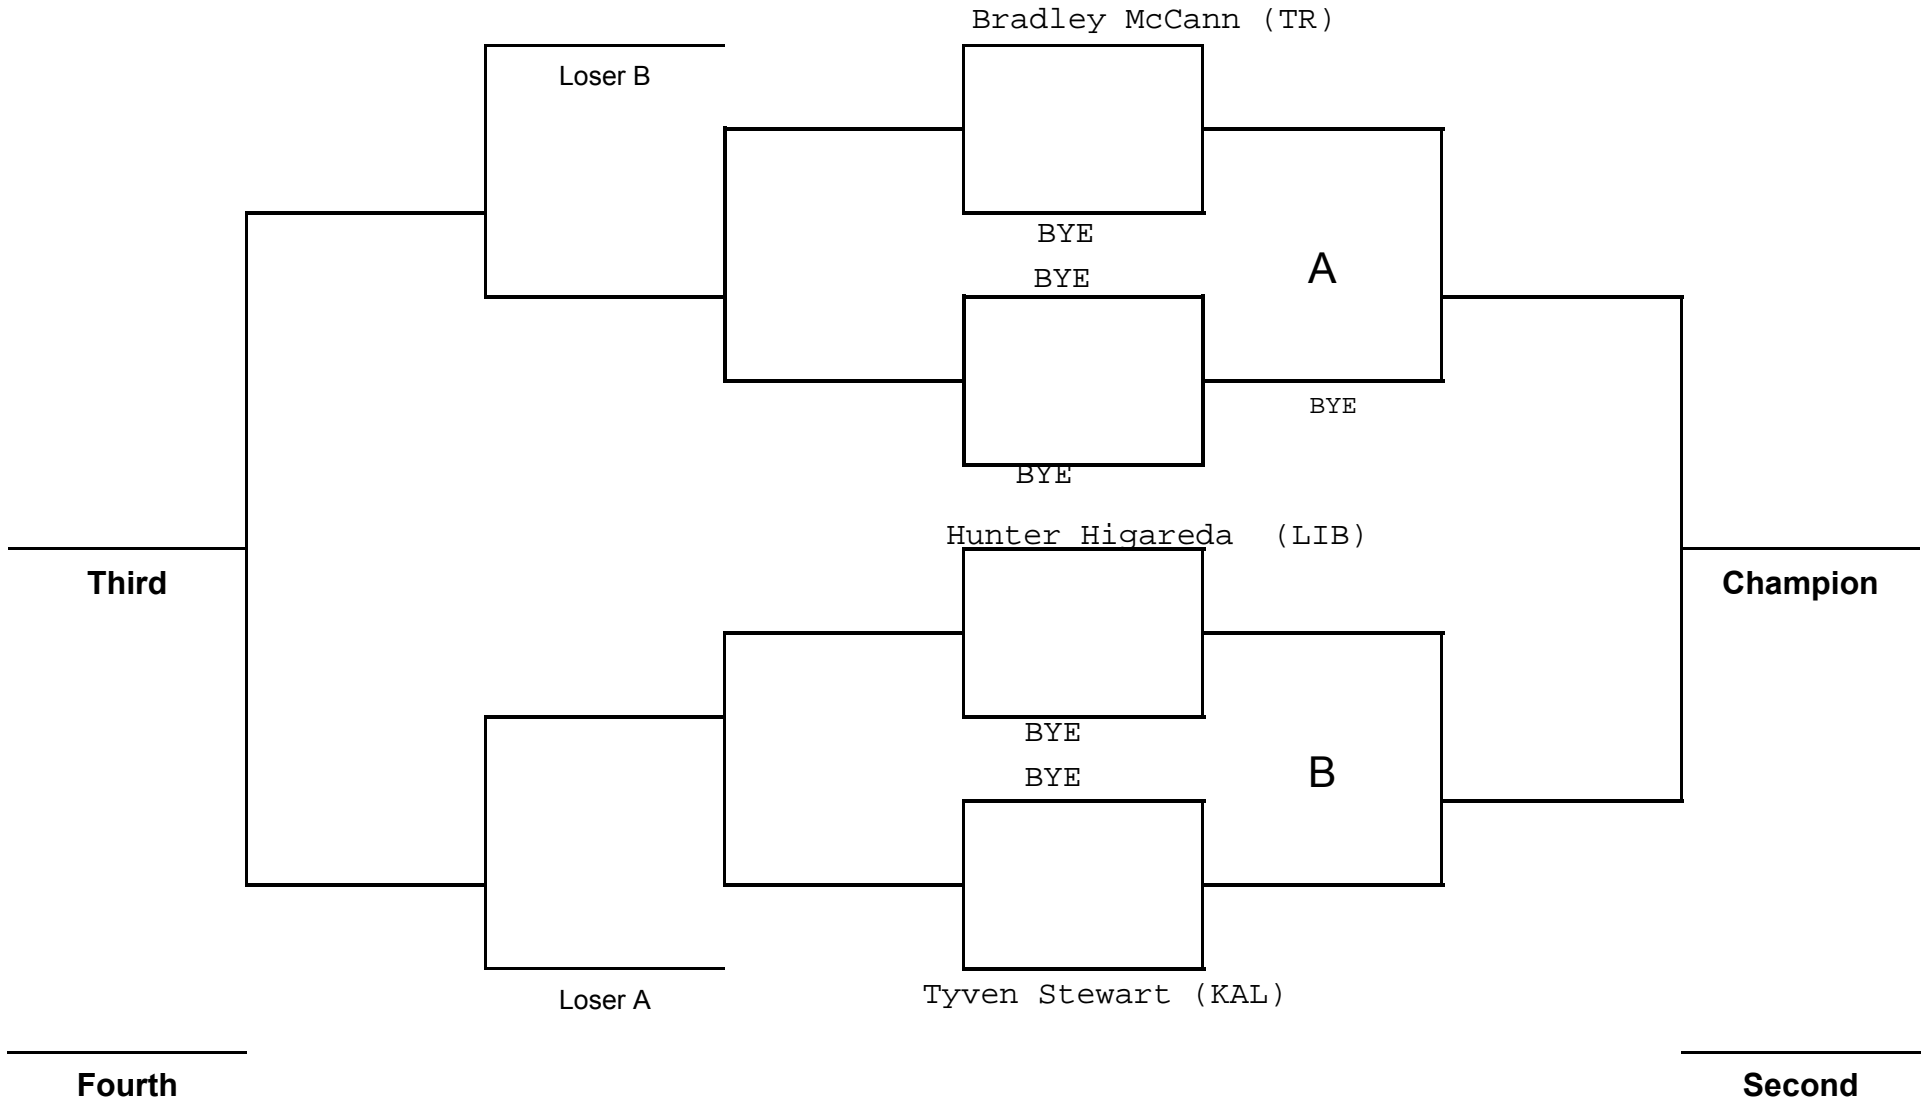 Bradley McCann (TR)
Loser B
BYE
BYE
A
BYE
BYE
Hunter Higareda (LIB)
Third
Champion
BYE
BYE
B
Tyven Stewart (KAL)
Loser A
Fourth
Second